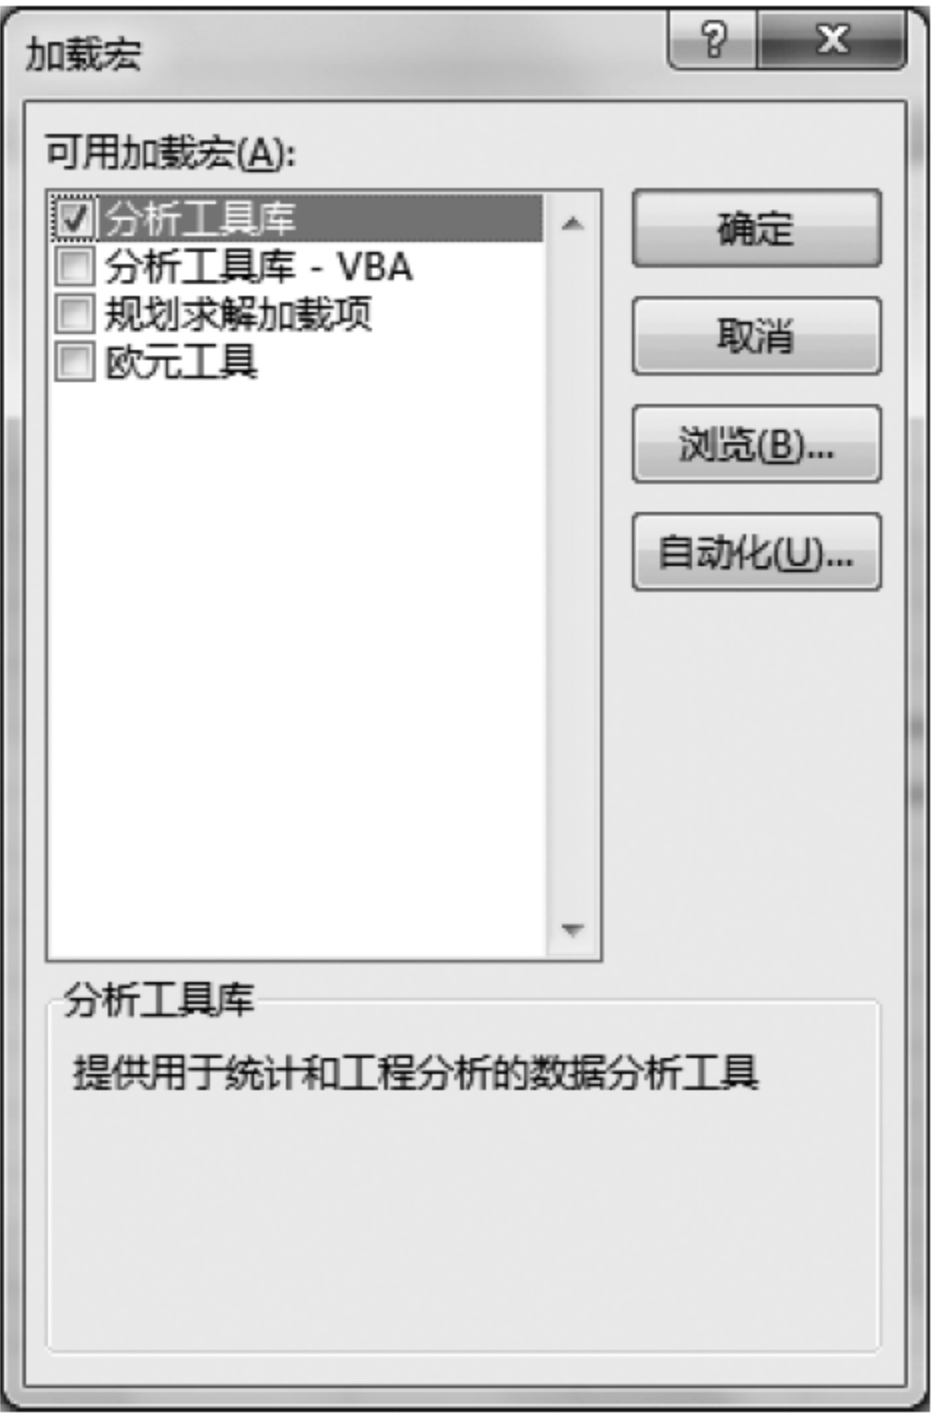 加载宏
可用加载宏(A):
分析工具库
分析工具库 - VBA
规划求解加载项
欧元工具
确定
取消
浏览(B)...
自动化(U)...
分析工具库
提供用于统计和工程分析的数据分析工具